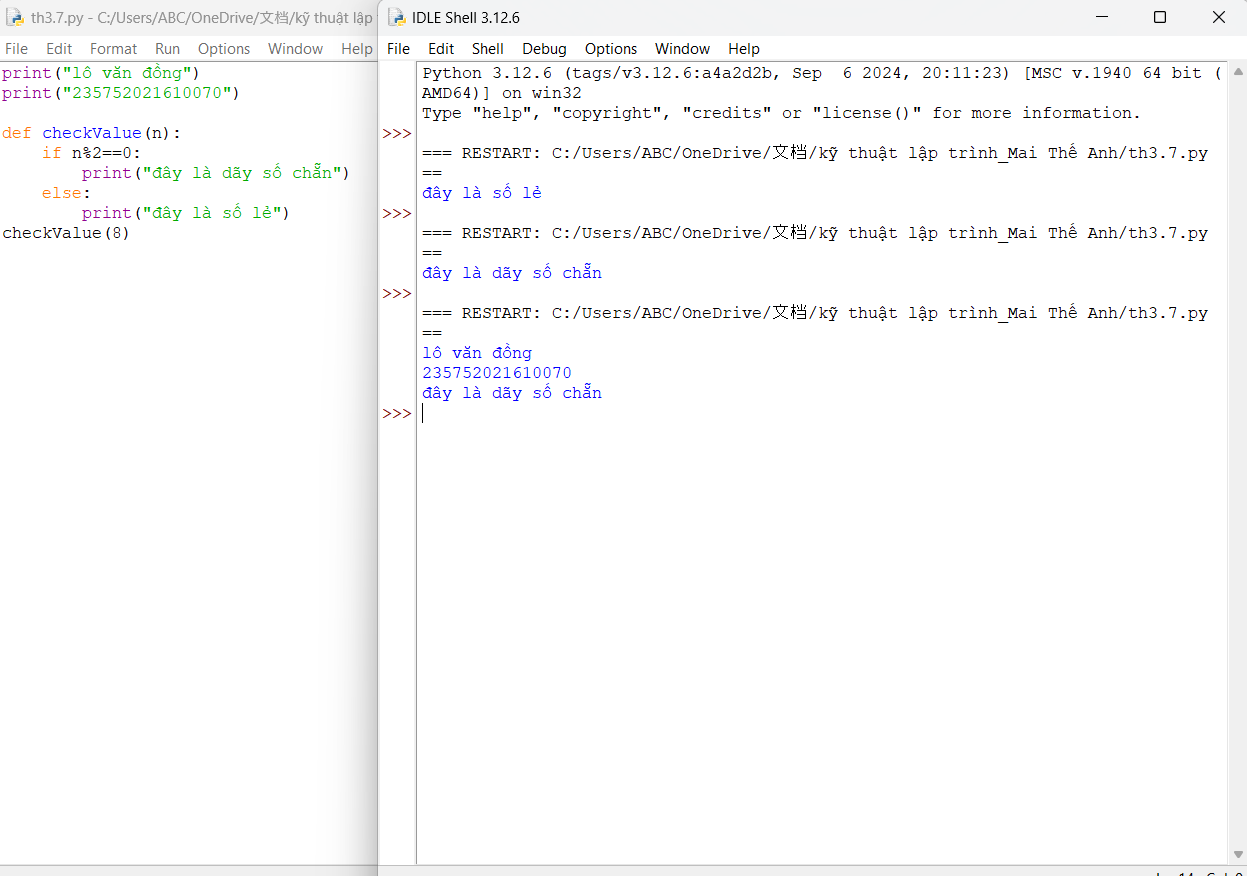 th3.7.py - C:/Users/ABC/OneDrive/文档/kỹ thuật lập
File Edit Format Run Options Window Help
print("lô văn đồng")
print("235752021610070")
def checkValue(n):
if n%2==0:
print("đây là dãy số chẵn")
else:
print("đây là số lẻ")
checkValue(8)
IDLE Shell 3.12.6
File Edit Shell Debug Options Window Help
Python 3.12.6 (tags/v3.12.6:a4a2d2b, Sep  6 2024, 20:11:23) [MSC v.1940 64 bit (
AMD64)] on win32
Type "help", "copyright", "credits" or "license()" for more information.
>>>
=== RESTART: C:/Users/ABC/OneDrive/文档/kỹ thuật lập trình_Mai Thế Anh/th3.7.py
==
đây là số lẻ
>>>
=== RESTART: C:/Users/ABC/OneDrive/文档/kỹ thuật lập trình_Mai Thế Anh/th3.7.py
==
đây là dãy số chẵn
>>>
=== RESTART: C:/Users/ABC/OneDrive/文档/kỹ thuật lập trình_Mai Thế Anh/th3.7.py
==
lô văn đồng
235752021610070
đây là dãy số chẵn
>>>